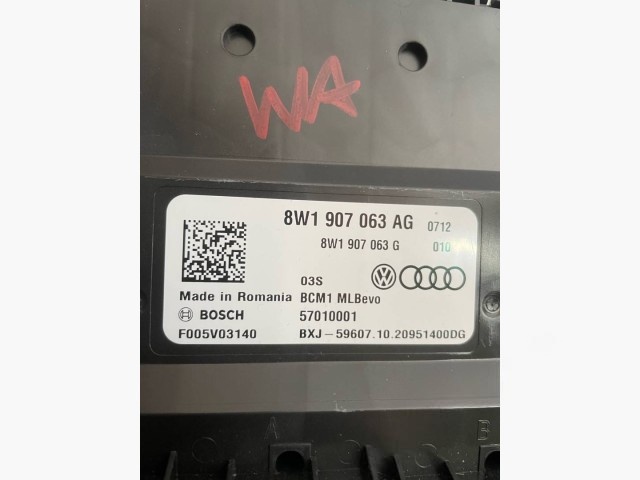 WA
8W1 907 063 AG 0712
8W1 907 063 G 010
03S
Made in Romania BCM1 MLBevo
BOSCH 57010001
F005V03140 BXJ-59607.10.20951400DG
A B